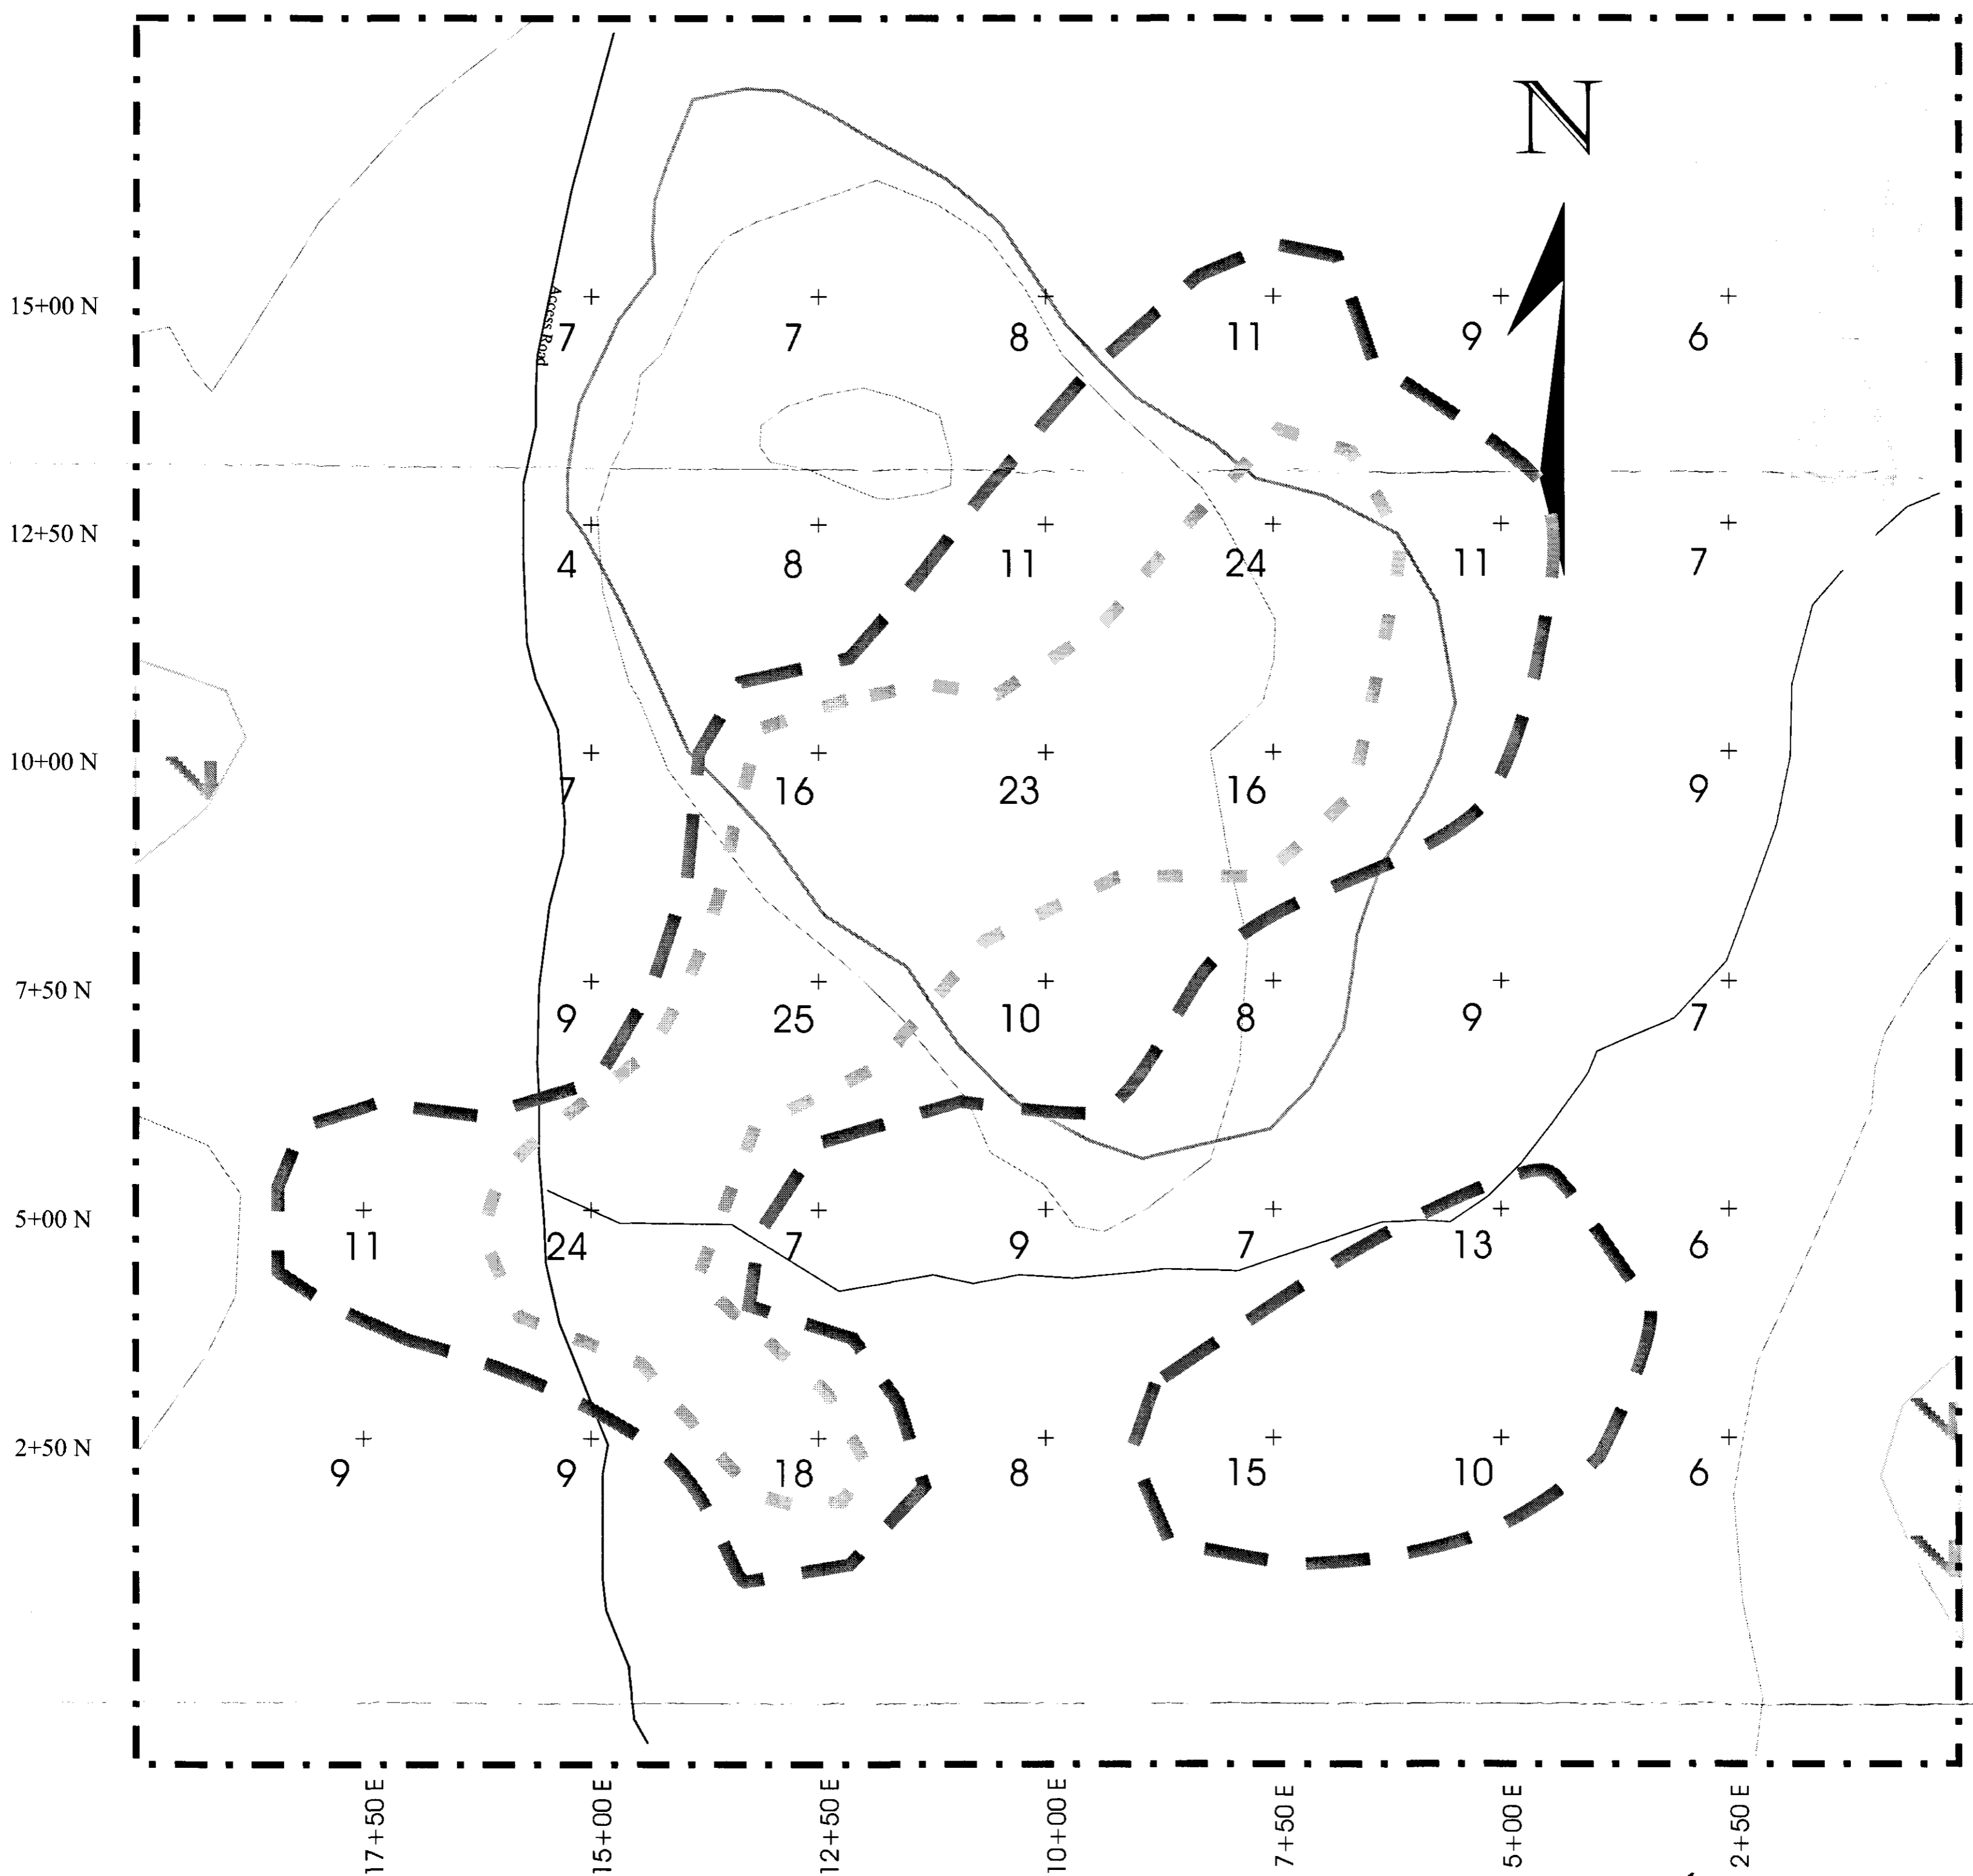 N
15+00 N
Access Road
7 7 8 11 9 6
12+50 N
4 8 11 24 11 7
10+00 N
7 16 23 16 9
7+50 N
9 25 10 8 9 7
5+00 N
11 24 7 9 7 13 6
2+50 N
9 9 18 8 15 10 6
17+50 E
15+00 E
12+50 E
10+00 E
7+50 E
5+00 E
2+50 E